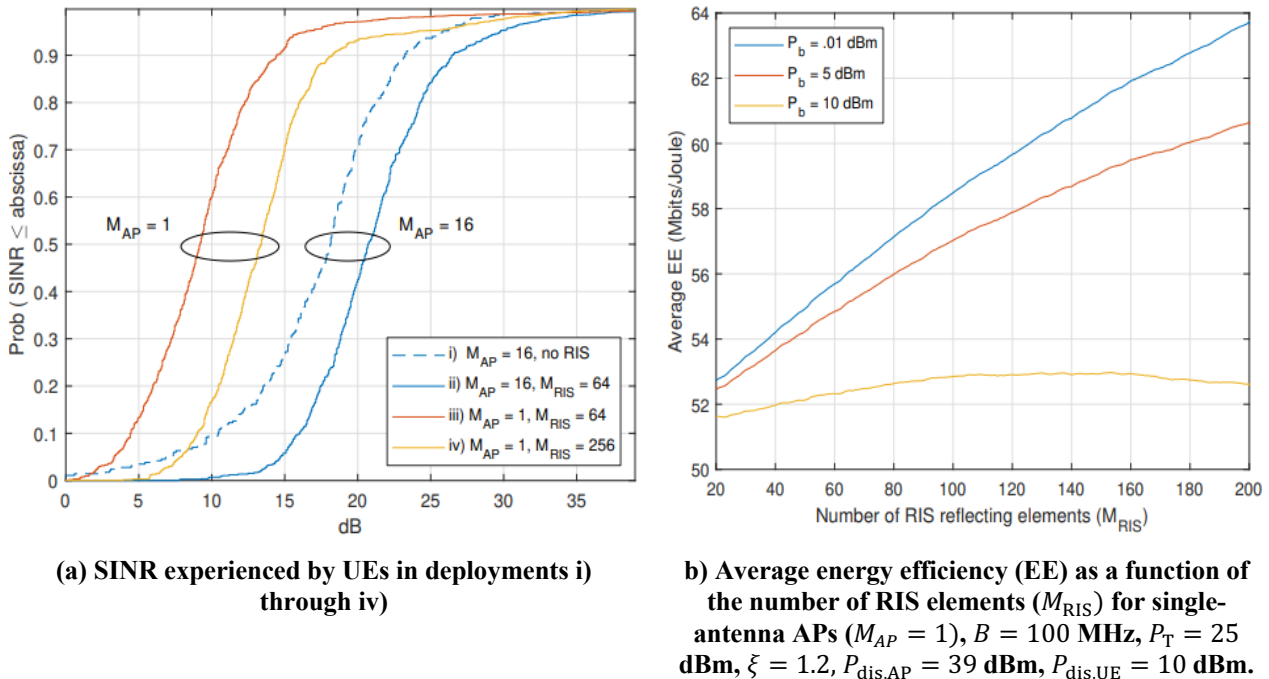 1
0.9
0.8
0.7
0.6
0.5
0.4
0.3
0.2
0.1
0
Prob ( SINR ≤ abscissa)
M_AP = 1
M_AP = 16
i) M_AP = 16, no RIS
ii) M_AP = 16, M_RIS = 64
iii) M_AP = 1, M_RIS = 64
iv) M_AP = 1, M_RIS = 256
0 5 10 15 20 25 30 35
dB
(a) SINR experienced by UEs in deployments i)
through iv)
P_b = .01 dBm
P_b = 5 dBm
P_b = 10 dBm
64
62
60
58
56
54
52
50
Average EE (Mbits/Joule)
20 40 60 80 100 120 140 160 180 200
Number of RIS reflecting elements (M_RIS)
b) Average energy efficiency (EE) as a function of
the number of RIS elements (M_RIS) for single-
antenna APs (M_AP = 1), B = 100 MHz, P_T = 25
dBm, ξ = 1.2, P_dis,AP = 39 dBm, P_dis,UE = 10 dBm.